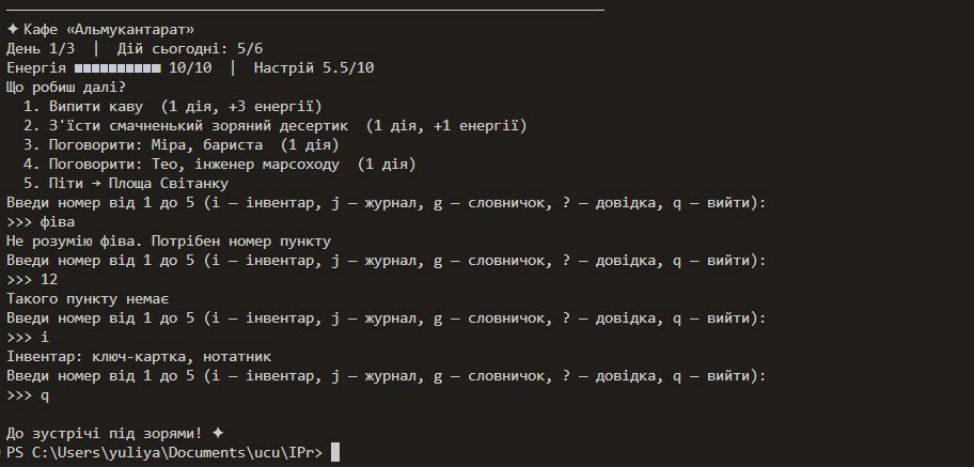 ✦ Кафе «Альмукантарат»
День 1/3 │ Дій сьогодні: 5/6
Енергія ■■■■■■■■■■ 10/10 │ Настрій 5.5/10
Що робиш далі?
1. Випити каву (1 дія, +3 енергії)
2. З'їсти смачненький зоряний десертик (1 дія, +1 енергії)
3. Поговорити: Міра, бариста (1 дія)
4. Поговорити: Тео, інженер марсоходу (1 дія)
5. Піти → Площа Світанку
Введи номер від 1 до 5 (i — інвентар, j — журнал, g — словничок, ? — довідка, q — вийти):
>>> фіва
Не розумію фіва. Потрібен номер пункту
Введи номер від 1 до 5 (i — інвентар, j — журнал, g — словничок, ? — довідка, q — вийти):
>>> 12
Такого пункту немає
Введи номер від 1 до 5 (i — інвентар, j — журнал, g — словничок, ? — довідка, q — вийти):
>>> i
Інвентар: ключ-картка, нотатник
Введи номер від 1 до 5 (i — інвентар, j — журнал, g — словничок, ? — довідка, q — вийти):
>>> q
До зустрічі під зорями! ✦
PS C:\Users\yuliya\Documents\ucu\IPr>